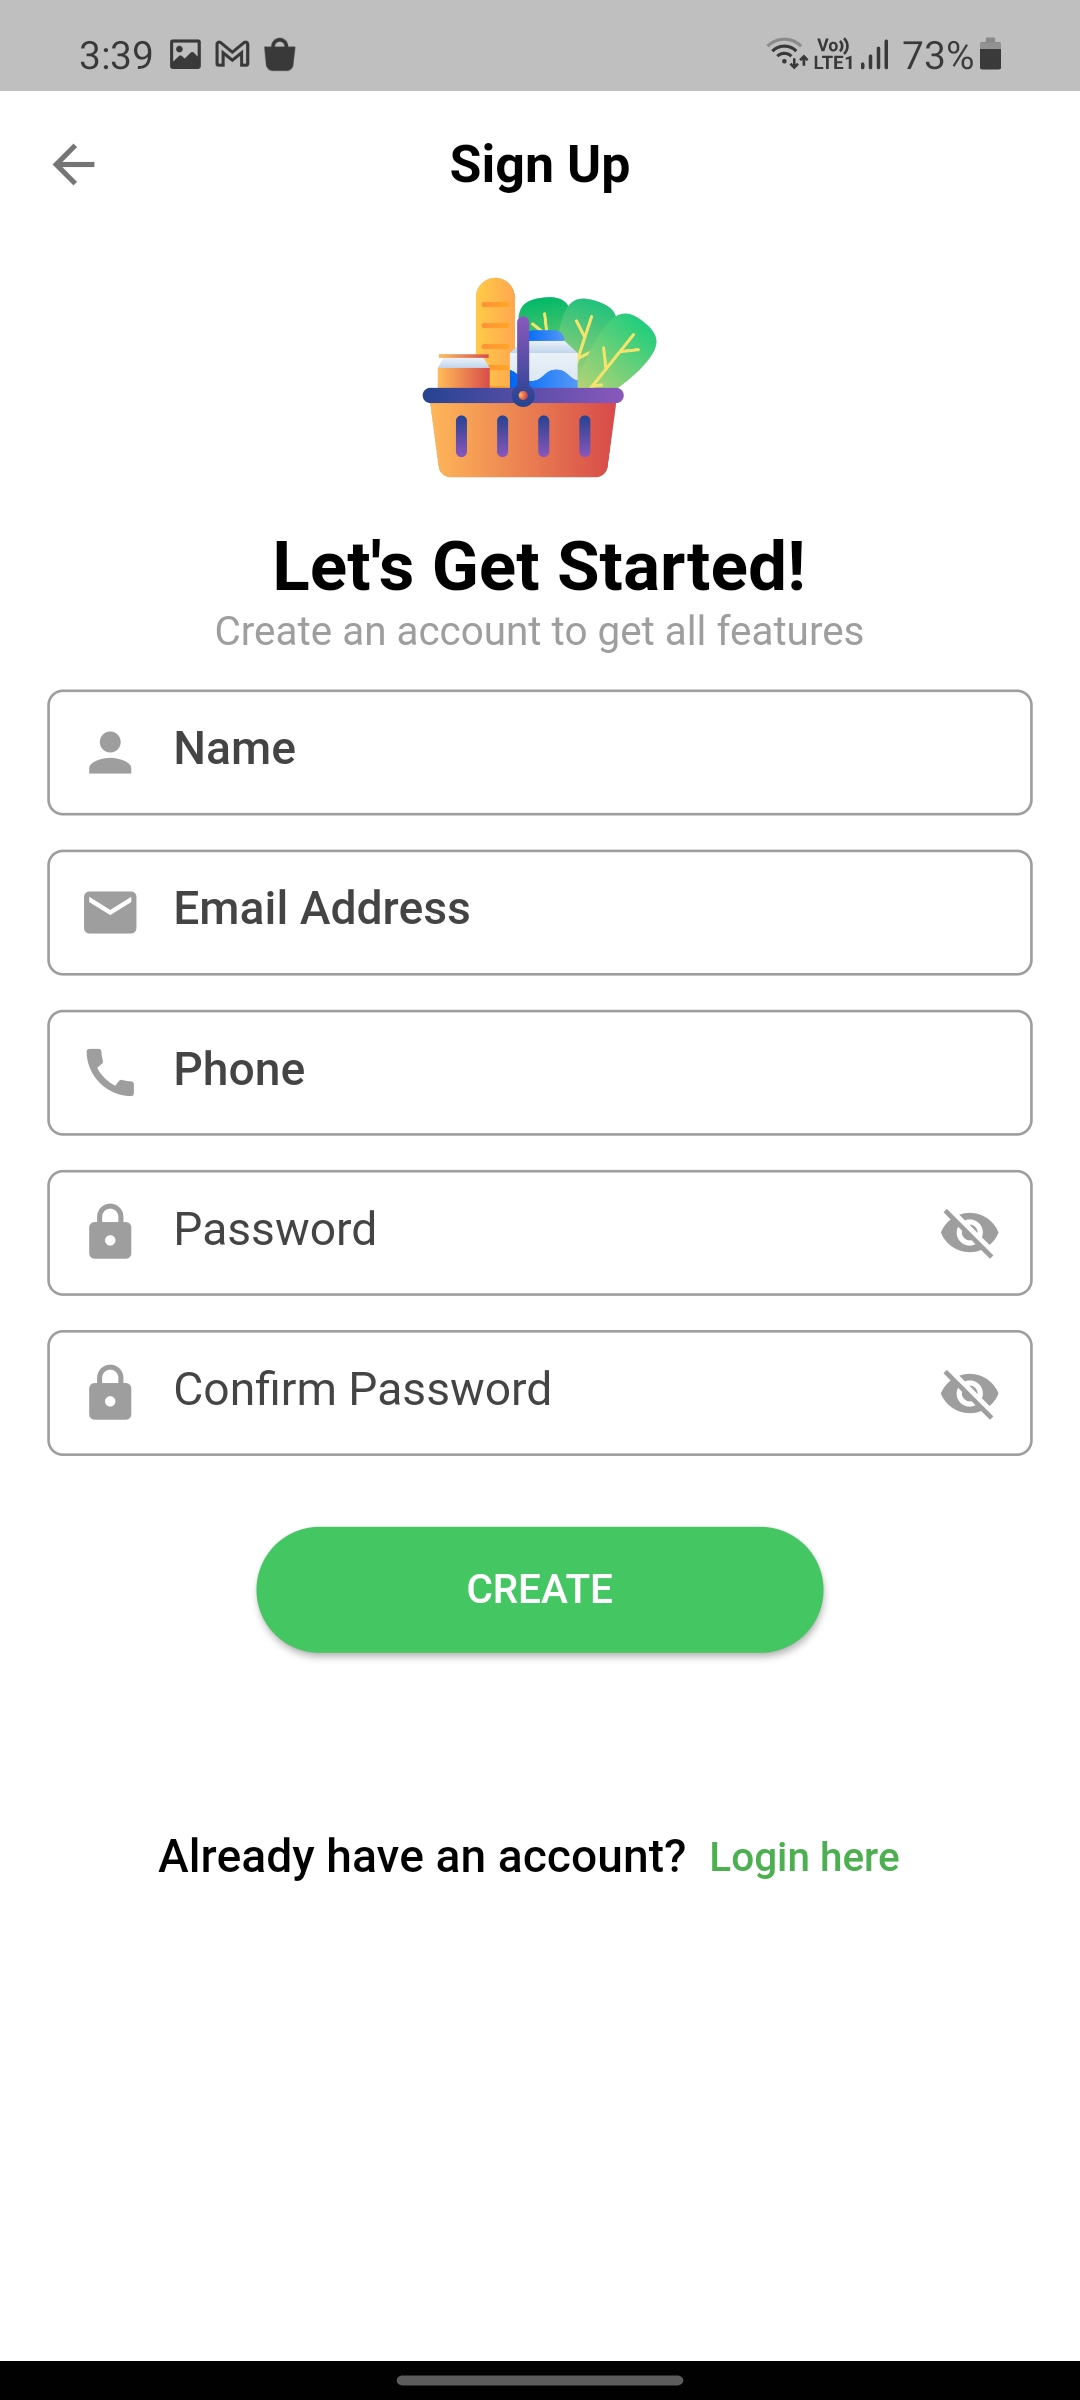 3:39 Vo)) LTE1 73%
Sign Up
Let's Get Started!
Create an account to get all features
Name
Email Address
Phone
Password
Confirm Password
CREATE
Already have an account? Login here